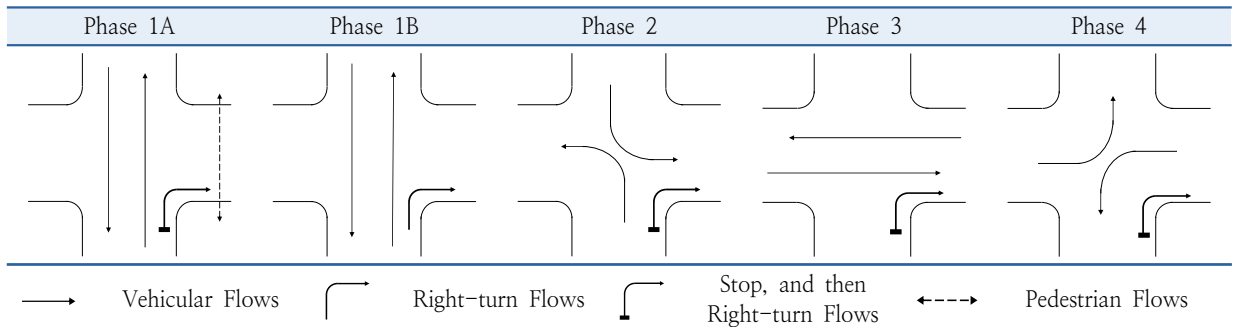 Phase 1A Phase 1B Phase 2 Phase 3 Phase 4
Vehicular Flows Right-turn Flows Stop, and then Right-turn Flows Pedestrian Flows